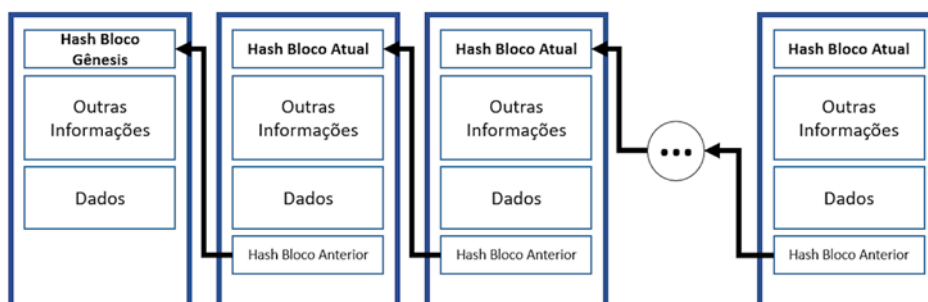 Hash Bloco
Gênesis
Outras
Informações
Dados
Hash Bloco Atual
Outras
Informações
Dados
Hash Bloco Anterior
Hash Bloco Atual
Outras
Informações
Dados
Hash Bloco Anterior
...
Hash Bloco Atual
Outras
Informações
Dados
Hash Bloco Anterior